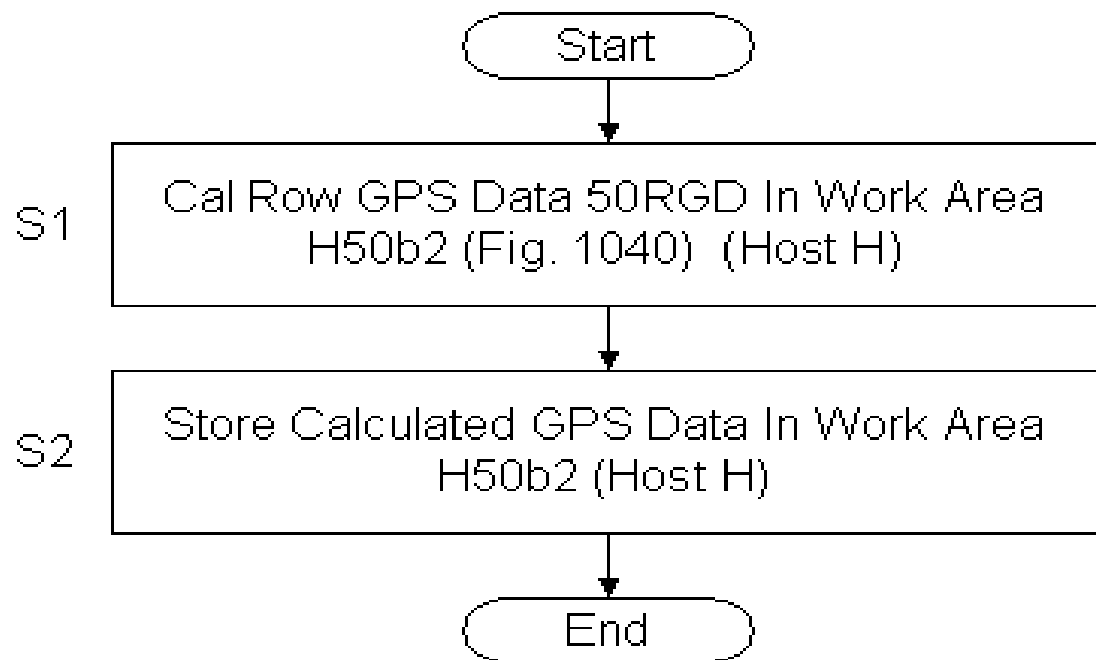 Start
S1
Cal Row GPS Data 50RGD In Work Area
H50b2 (Fig. 1040) (Host H)
S2
Store Calculated GPS Data In Work Area
H50b2 (Host H)
End